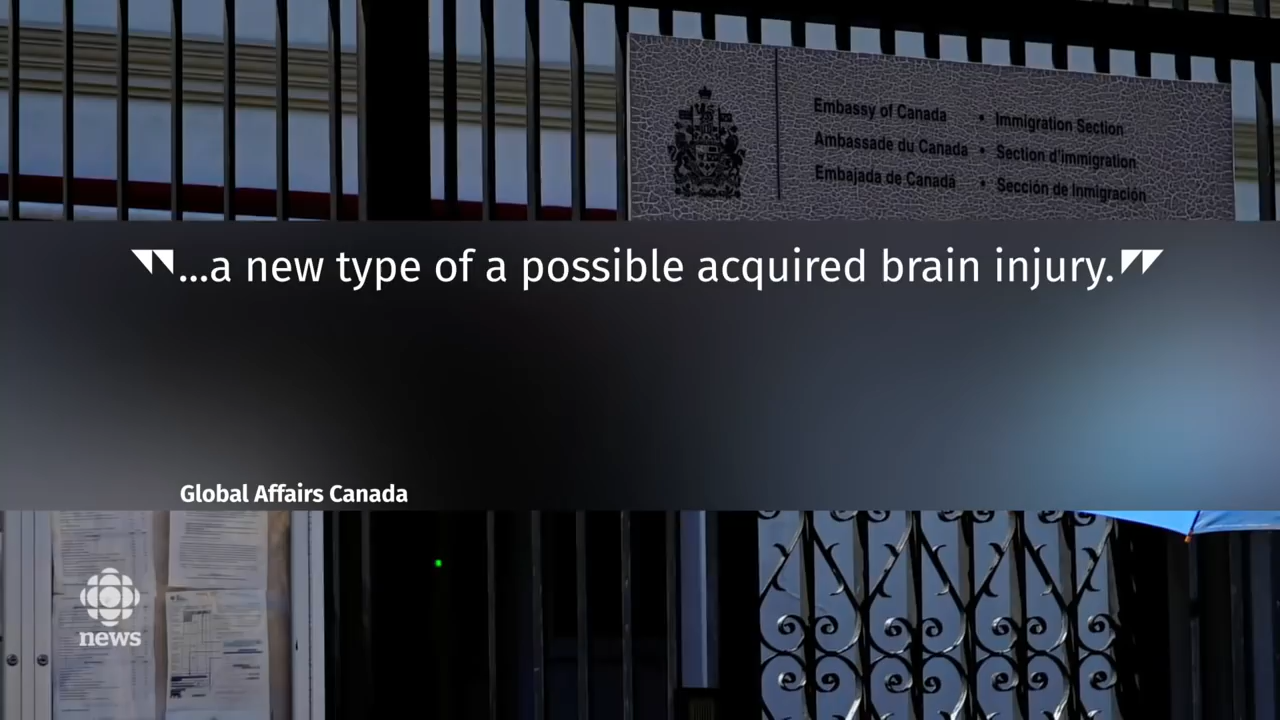 Embassy of Canada • Immigration Section
Ambassade du Canada • Section d'immigration
Embajada de Canadá • Sección de Inmigración
"...a new type of a possible acquired brain injury."
Global Affairs Canada
news